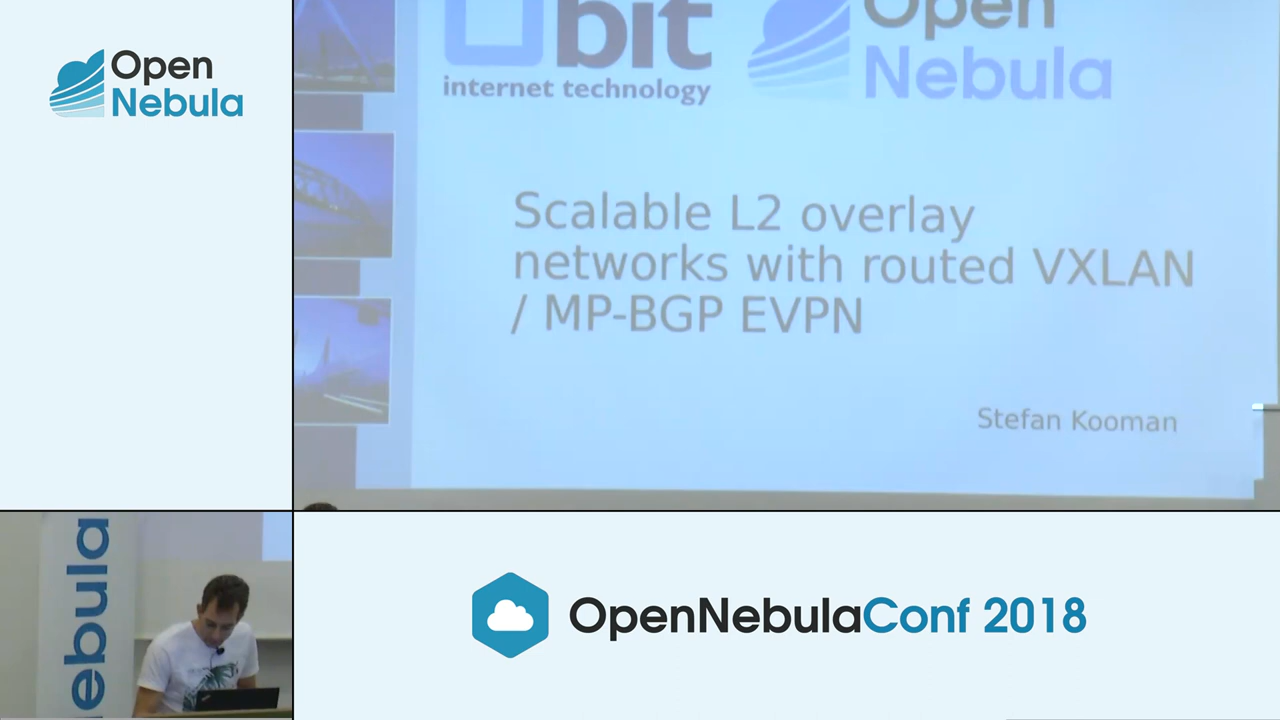 Open
Nebula
bit
internet technology
Open
Nebula
Scalable L2 overlay
networks with routed VXLAN
/ MP-BGP EVPN
Stefan Kooman
ebula
OpenNebulaConf 2018